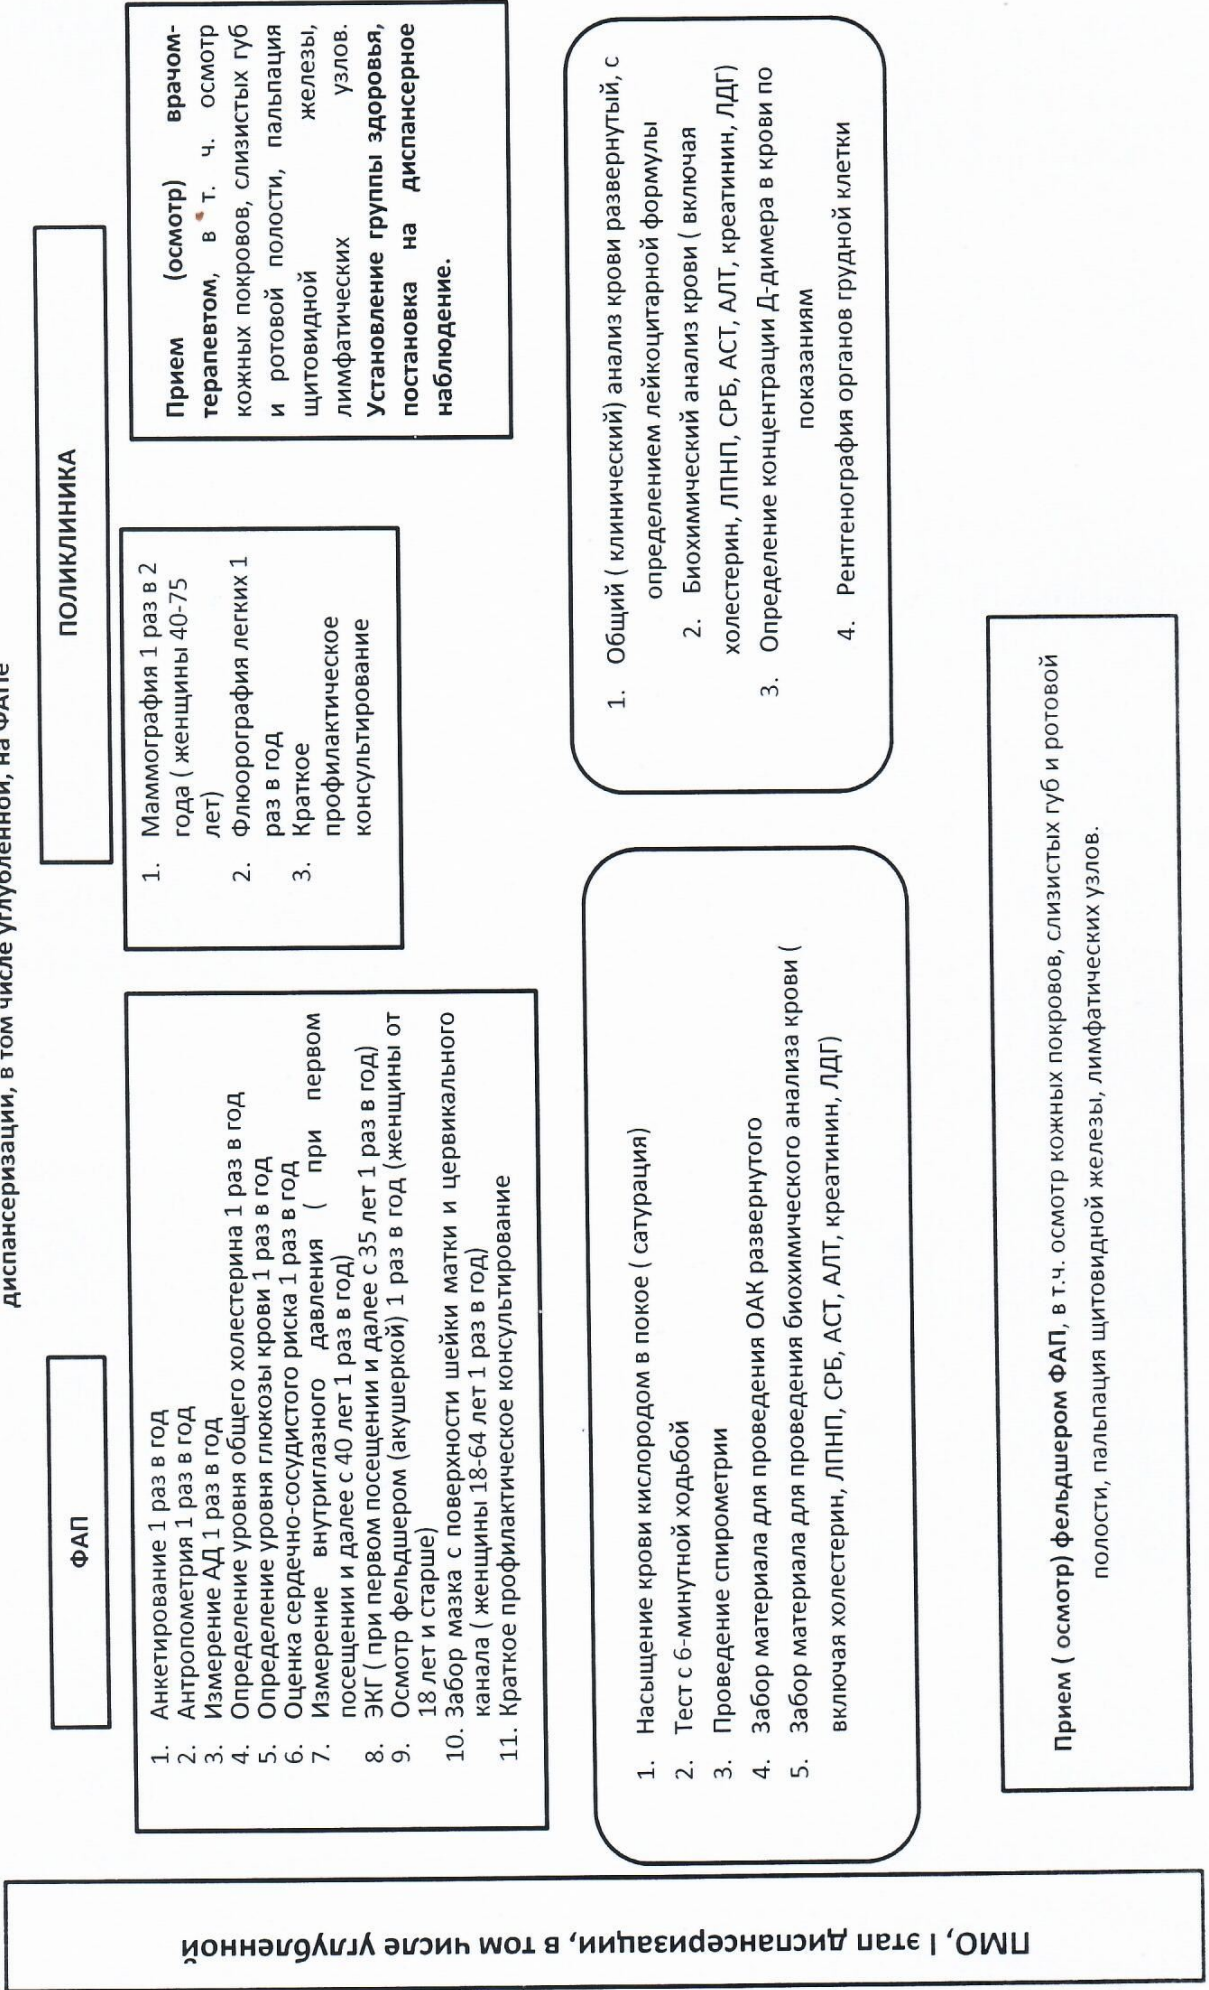 диспансеризации, в том числе углубленной, на ФАПе
ПМО, I этап диспансеризации, в том числе углубленной
ФАП
1. Анкетирование 1 раз в год
2. Антропометрия 1 раз в год
3. Измерение АД 1 раз в год
4. Определение уровня общего холестерина 1 раз в год
5. Определение уровня глюкозы крови 1 раз в год
6. Оценка сердечно-сосудистого риска 1 раз в год
7. Измерение внутриглазного давления ( при первом
посещении и далее с 40 лет 1 раз в год)
8. ЭКГ ( при первом посещении и далее с 35 лет 1 раз в год)
9. Осмотр фельдшером (акушеркой) 1 раз в год (женщины от
18 лет и старше)
10. Забор мазка с поверхности шейки матки и цервикального
канала ( женщины 18-64 лет 1 раз в год)
11. Краткое профилактическое консультирование
ПОЛИКЛИНИКА
1. Маммография 1 раз в 2
года ( женщины 40-75
лет)
2. Флюорография легких 1
раз в год
3. Краткое
профилактическое
консультирование
Прием (осмотр) врачом-
терапевтом, в т. ч. осмотр
кожных покровов, слизистых губ
и ротовой полости, пальпация
щитовидной железы,
лимфатических узлов.
Установление группы здоровья,
постановка на диспансерное
наблюдение.
1. Насыщение крови кислородом в покое ( сатурация)
2. Тест с 6-минутной ходьбой
3. Проведение спирометрии
4. Забор материала для проведения ОАК развернутого
5. Забор материала для проведения биохимического анализа крови (
включая холестерин, ЛПНП, СРБ, АСТ, АЛТ, креатинин, ЛДГ)
1. Общий ( клинический) анализ крови развернутый, с
определением лейкоцитарной формулы
2. Биохимический анализ крови ( включая
холестерин, ЛПНП, СРБ, АСТ, АЛТ, креатинин, ЛДГ)
3. Определение концентрации Д-димера в крови по
показаниям
4. Рентгенография органов грудной клетки
Прием ( осмотр) фельдшером ФАП, в т.ч. осмотр кожных покровов, слизистых губ и ротовой
полости, пальпация щитовидной железы, лимфатических узлов.